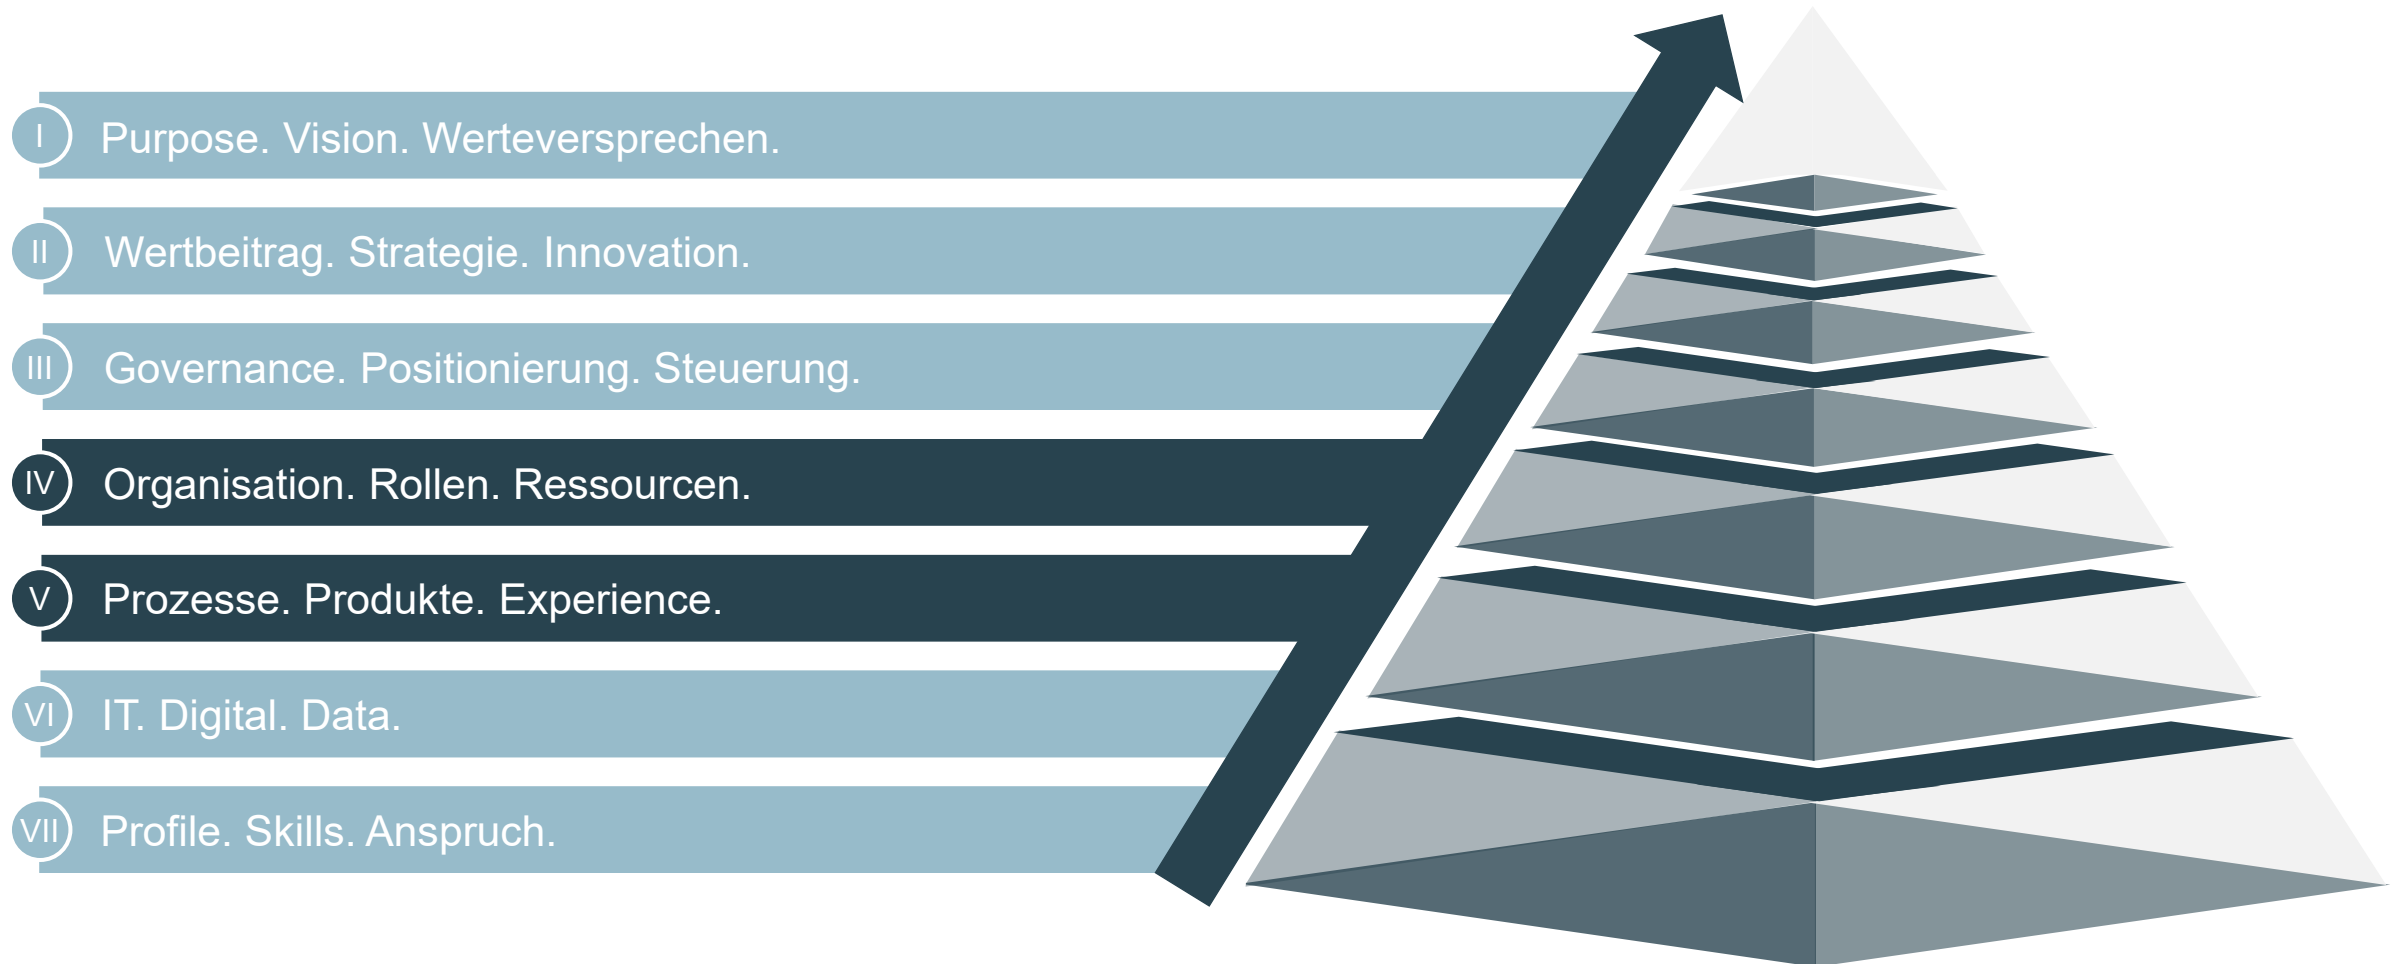 I Purpose. Vision. Werteversprechen.
II Wertbeitrag. Strategie. Innovation.
III Governance. Positionierung. Steuerung.
IV Organisation. Rollen. Ressourcen.
V Prozesse. Produkte. Experience.
VI IT. Digital. Data.
VII Profile. Skills. Anspruch.